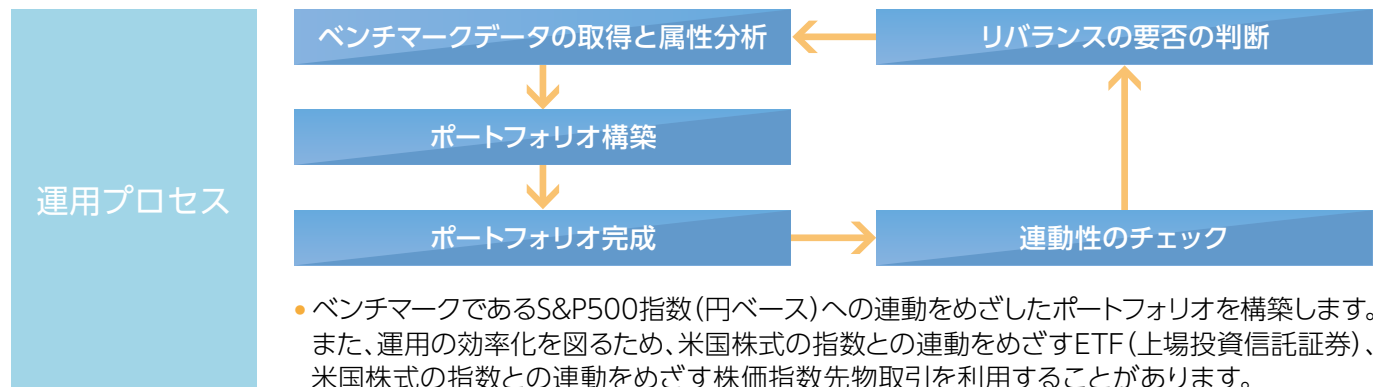 運用プロセス
ベンチマークデータの取得と属性分析
ポートフォリオ構築
ポートフォリオ完成
連動性のチェック
リバランスの要否の判断
• ベンチマークであるS&P500指数(円ベース)への連動をめざしたポートフォリオを構築します。
また、運用の効率化を図るため、米国株式の指数との連動をめざすETF(上場投資信託証券)、
米国株式の指数との連動をめざす株価指数先物取引を利用することがあります。